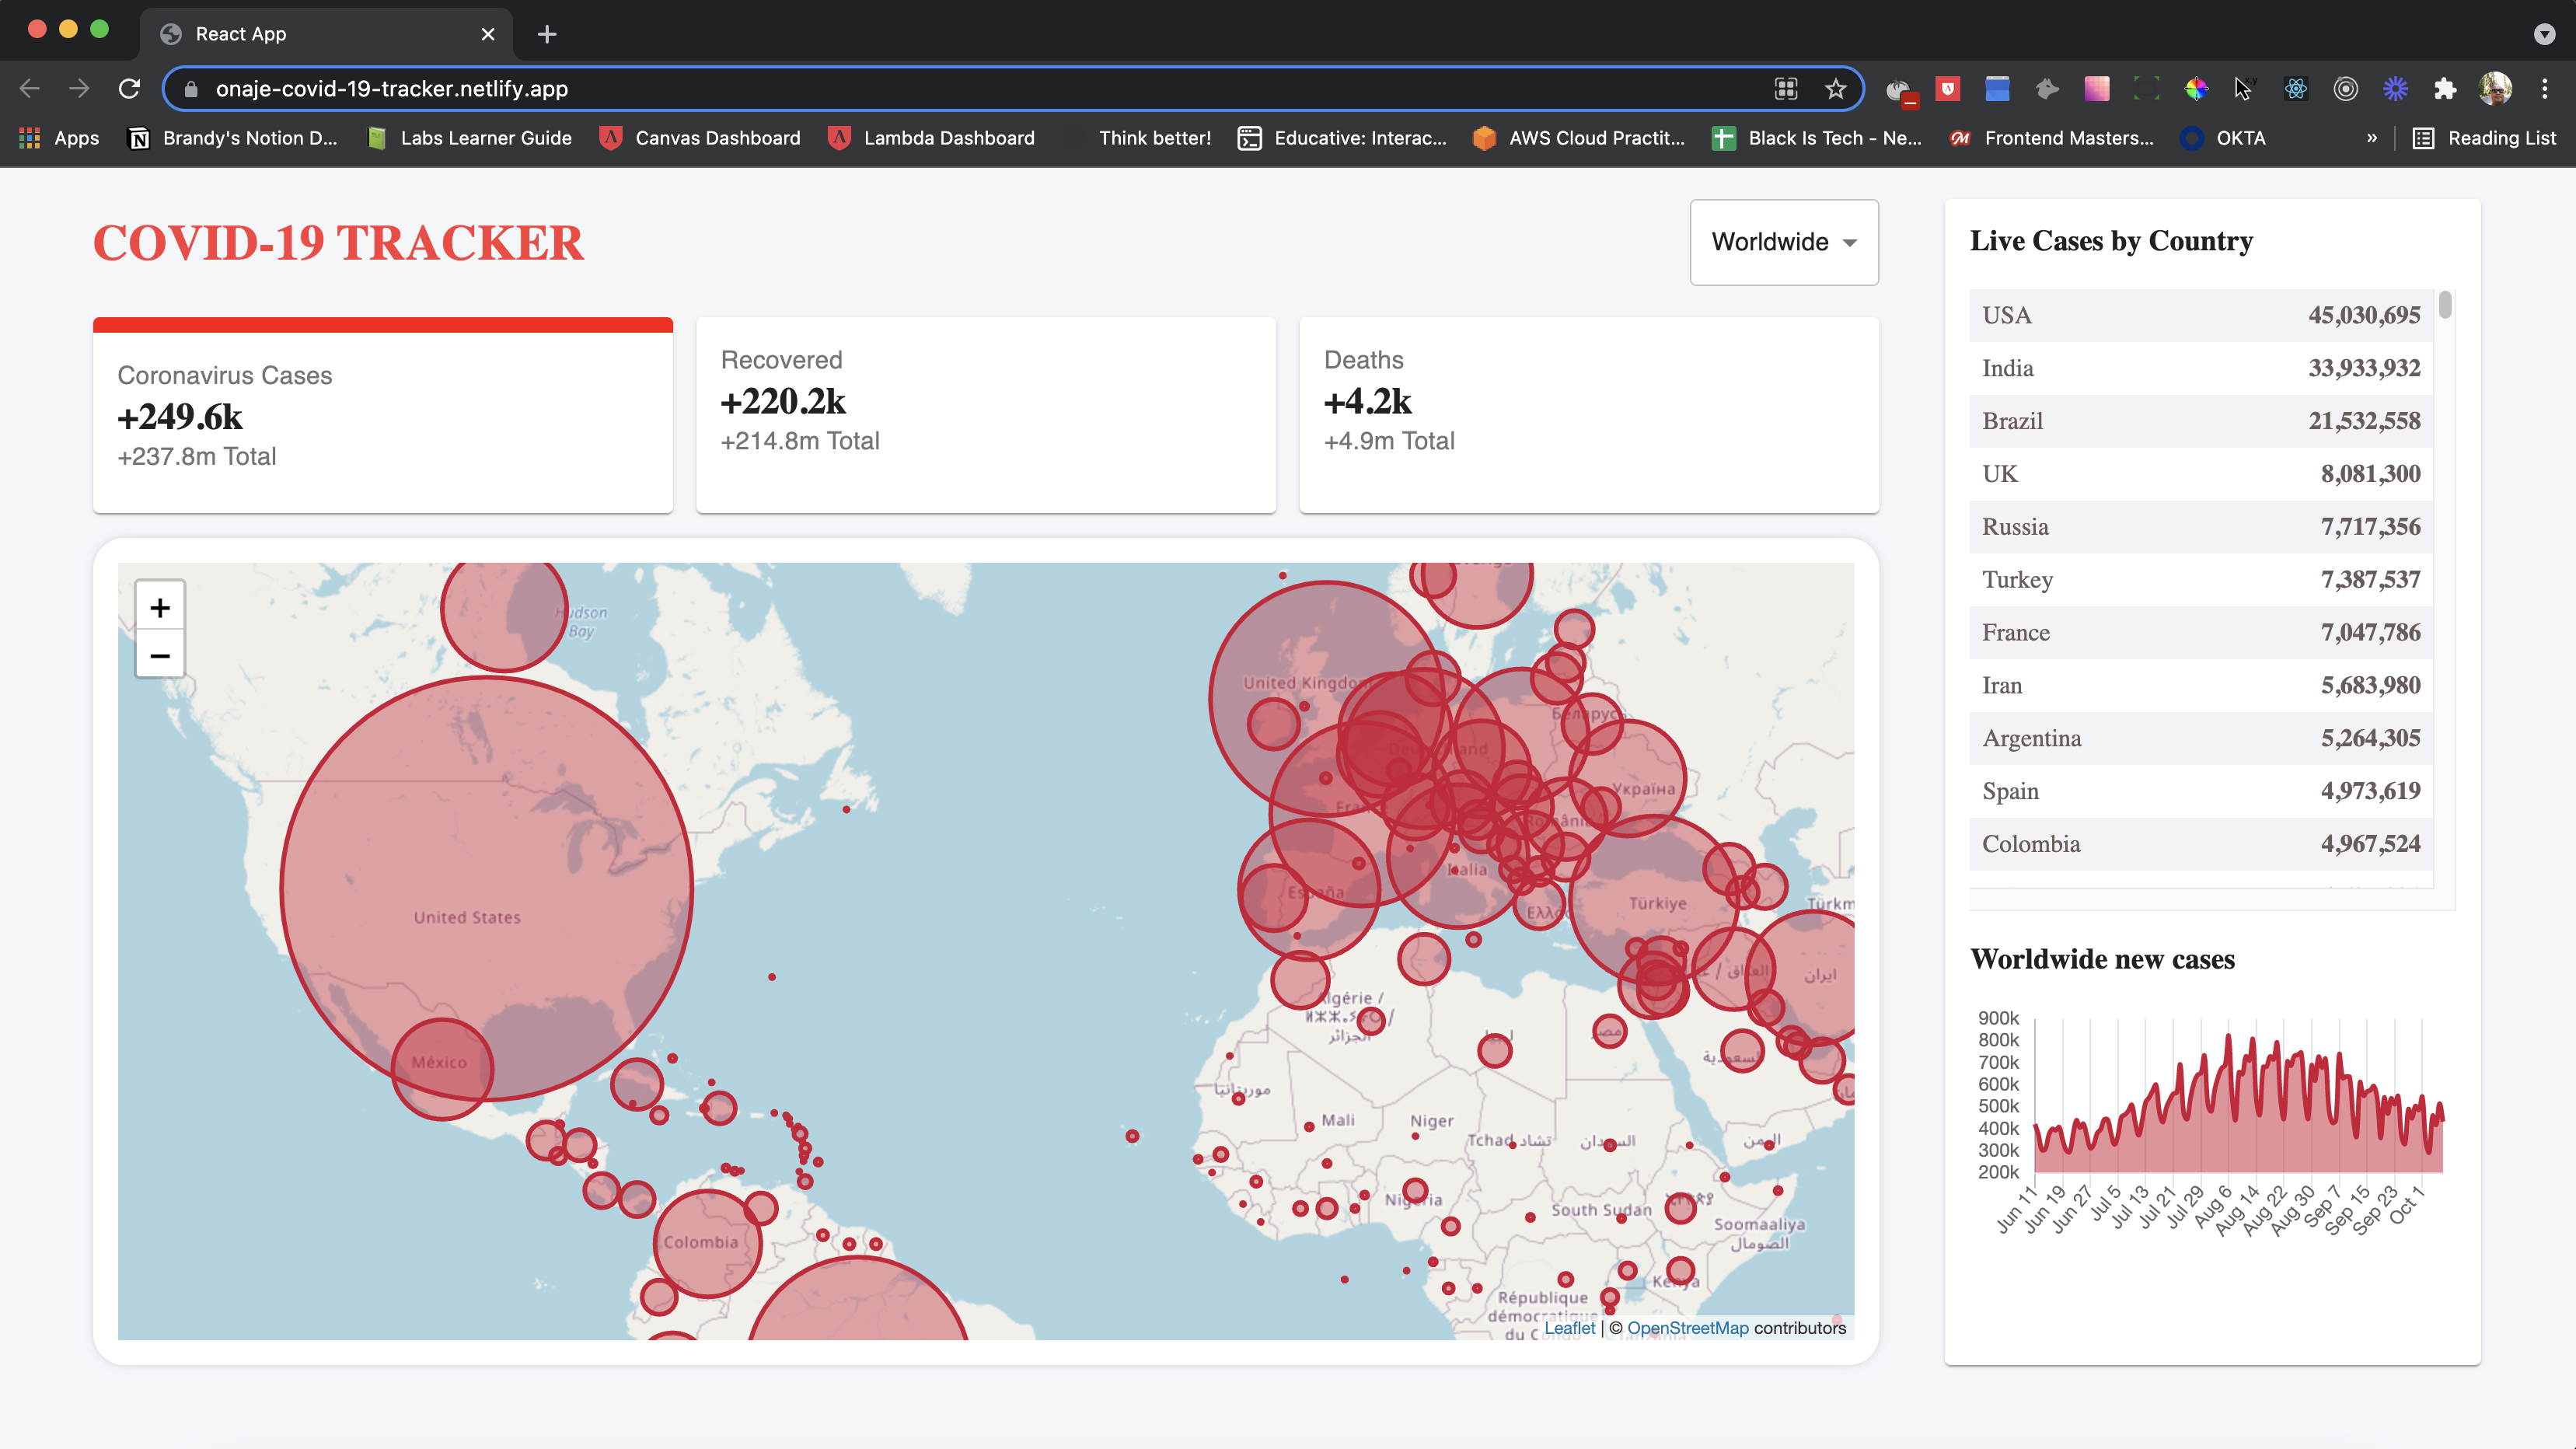 React App
onaje-covid-19-tracker.netlify.app
Apps
Brandy's Notion D...
Labs Learner Guide
Canvas Dashboard
Lambda Dashboard
Think better!
Educative: Interac...
AWS Cloud Practit...
Black Is Tech - Ne...
Frontend Masters...
OKTA
»
Reading List
COVID-19 TRACKER
Worldwide
Coronavirus Cases
+249.6k
+237.8m Total
Recovered
+220.2k
+214.8m Total
Deaths
+4.2k
+4.9m Total
+
−
Hudson
Bay
United States
México
Colombia
United Kingdom
Deutschland
Беларусь
Україна
France
România
Italia
España
Ελλάς
Türkiye
Türkm
ایران
Algérie /
الجزائر
ليبيا
مصر
السعودية
موريتانيا
Mali
Niger
Tchad تشاد
السودان
اليمن
Nigeria
South Sudan
Soomaaliya
الصومال
Kenya
République
démocratique
du Congo
Leaflet | © OpenStreetMap contributors
Live Cases by Country
USA 45,030,695
India 33,933,932
Brazil 21,532,558
UK 8,081,300
Russia 7,717,356
Turkey 7,387,537
France 7,047,786
Iran 5,683,980
Argentina 5,264,305
Spain 4,973,619
Colombia 4,967,524
Worldwide new cases
900k
800k
700k
600k
500k
400k
300k
200k
Jun 11
Jun 19
Jun 27
Jul 5
Jul 13
Jul 21
Jul 29
Aug 6
Aug 14
Aug 22
Aug 30
Sep 7
Sep 15
Sep 23
Oct 1